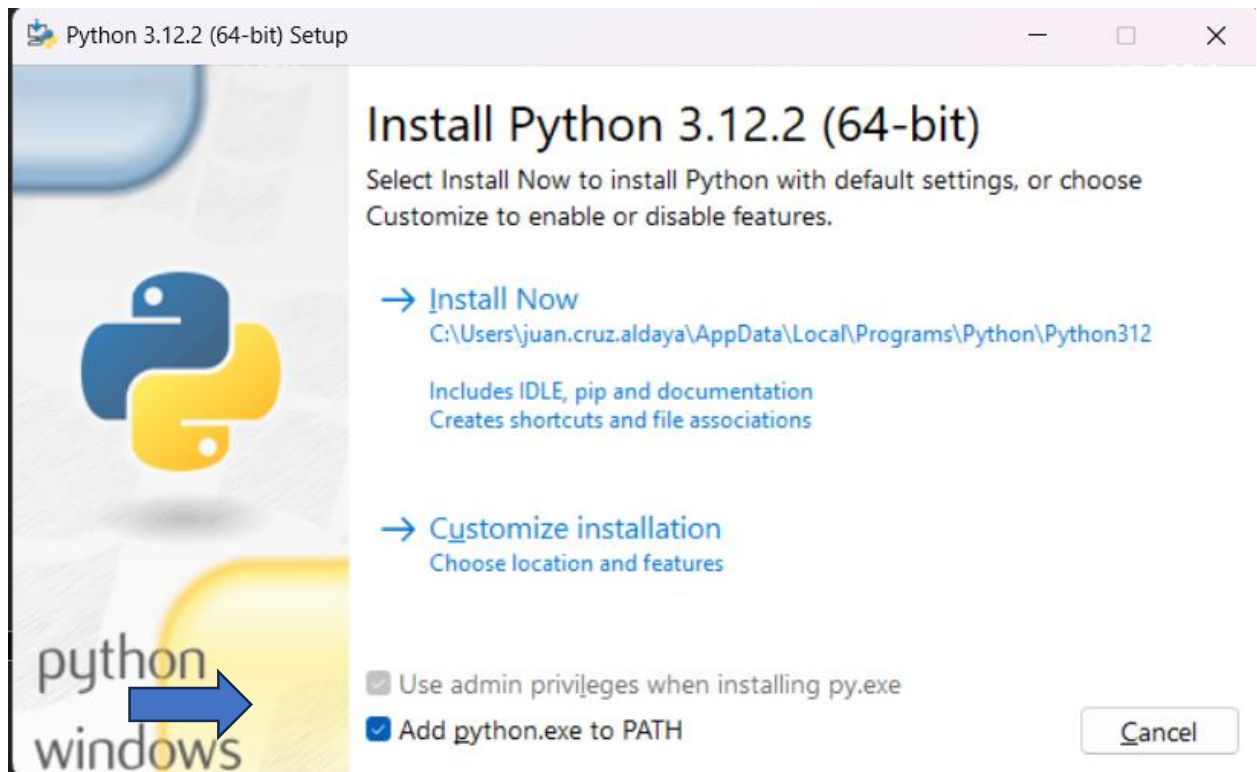 Python 3.12.2 (64-bit) Setup
Install Python 3.12.2 (64-bit)
Select Install Now to install Python with default settings, or choose
Customize to enable or disable features.
Install Now
C:\Users\juan.cruz.aldaya\AppData\Local\Programs\Python\Python312
Includes IDLE, pip and documentation
Creates shortcuts and file associations
Customize installation
Choose location and features
python
windows
Use admin privileges when installing py.exe
Add python.exe to PATH
Cancel